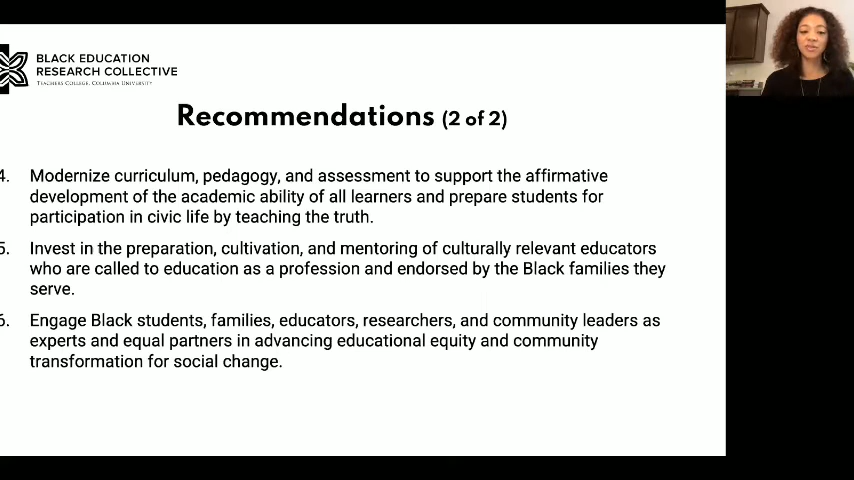 BLACK EDUCATION
RESEARCH COLLECTIVE
TEACHERS COLLEGE, COLUMBIA UNIVERSITY
Recommendations (2 of 2)
4. Modernize curriculum, pedagogy, and assessment to support the affirmative
development of the academic ability of all learners and prepare students for
participation in civic life by teaching the truth.
5. Invest in the preparation, cultivation, and mentoring of culturally relevant educators
who are called to education as a profession and endorsed by the Black families they
serve.
6. Engage Black students, families, educators, researchers, and community leaders as
experts and equal partners in advancing educational equity and community
transformation for social change.